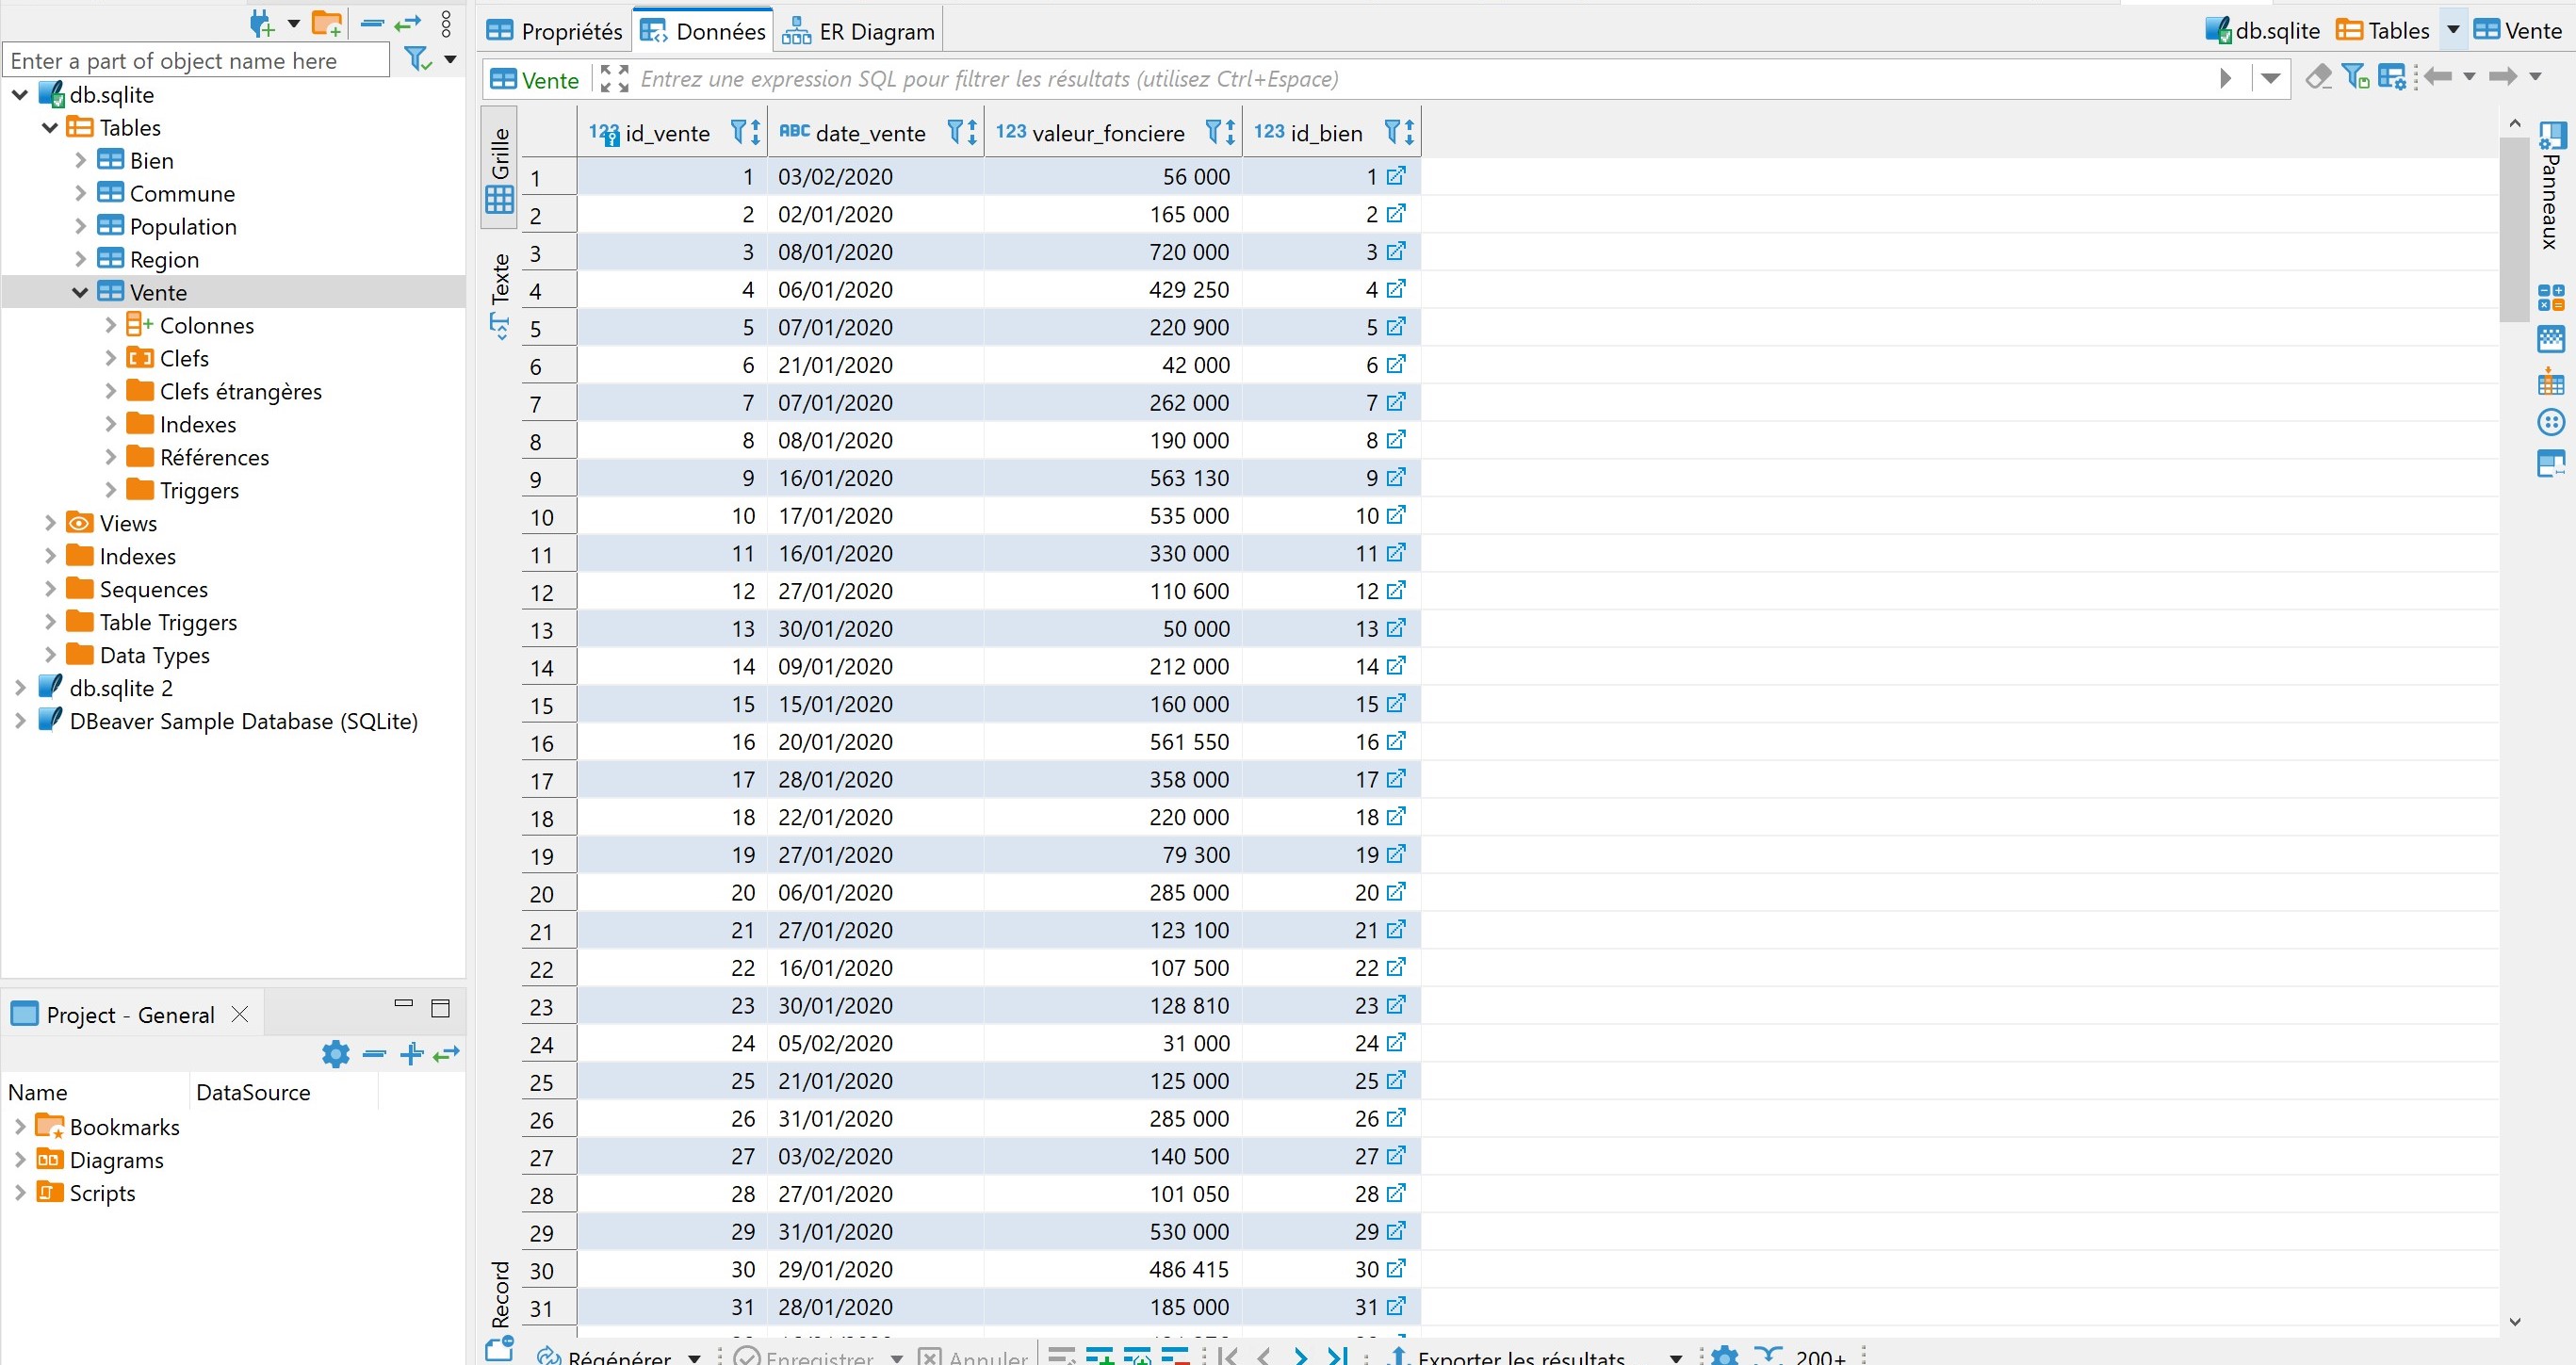 Enter a part of object name here
db.sqlite
Tables
Bien
Commune
Population
Region
Vente
Colonnes
Clefs
Clefs étrangères
Indexes
Références
Triggers
Views
Indexes
Sequences
Table Triggers
Data Types
db.sqlite 2
DBeaver Sample Database (SQLite)
Project - General
Name DataSource
Bookmarks
Diagrams
Scripts
Propriétés Données ER Diagram db.sqlite Tables Vente
Vente Entrez une expression SQL pour filtrer les résultats (utilisez Ctrl+Espace)
Grille
Texte
Record
Panneaux
123 id_vente ABC date_vente 123 valeur_fonciere 123 id_bien
1 1 03/02/2020 56 000 1
2 2 02/01/2020 165 000 2
3 3 08/01/2020 720 000 3
4 4 06/01/2020 429 250 4
5 5 07/01/2020 220 900 5
6 6 21/01/2020 42 000 6
7 7 07/01/2020 262 000 7
8 8 08/01/2020 190 000 8
9 9 16/01/2020 563 130 9
10 10 17/01/2020 535 000 10
11 11 16/01/2020 330 000 11
12 12 27/01/2020 110 600 12
13 13 30/01/2020 50 000 13
14 14 09/01/2020 212 000 14
15 15 15/01/2020 160 000 15
16 16 20/01/2020 561 550 16
17 17 28/01/2020 358 000 17
18 18 22/01/2020 220 000 18
19 19 27/01/2020 79 300 19
20 20 06/01/2020 285 000 20
21 21 27/01/2020 123 100 21
22 22 16/01/2020 107 500 22
23 23 30/01/2020 128 810 23
24 24 05/02/2020 31 000 24
25 25 21/01/2020 125 000 25
26 26 31/01/2020 285 000 26
27 27 03/02/2020 140 500 27
28 28 27/01/2020 101 050 28
29 29 31/01/2020 530 000 29
30 30 29/01/2020 486 415 30
31 31 28/01/2020 185 000 31
Régénérer Enregistrer Annuler Exporter les résultats 200+